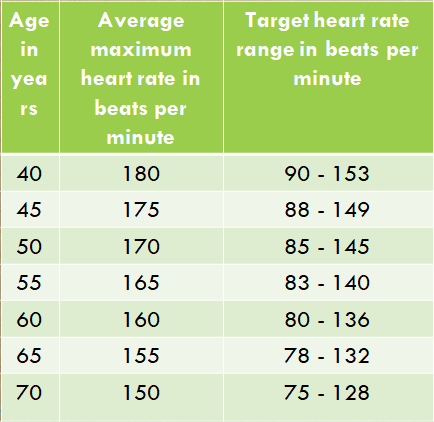 Age in yea rs Average maximum heart rate in beats per minute Target heart rate range in beats per minute
40 180 90 - 153
45 175 88 - 149
50 170 85 - 145
55 165 83 - 140
60 160 80 - 136
65 155 78 - 132
70 150 75 - 128